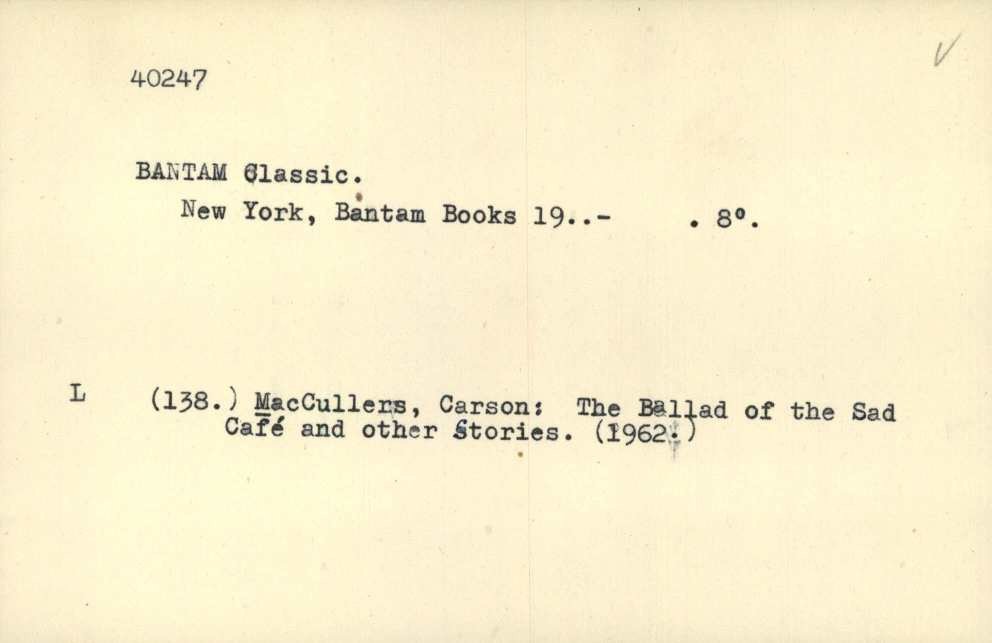 40247
BANTAM Classic.
New York, Bantam Books 19..- . 8°.
L (138.) MacCullers, Carson: The Ballad of the Sad
Café and other Stories. (1962.)